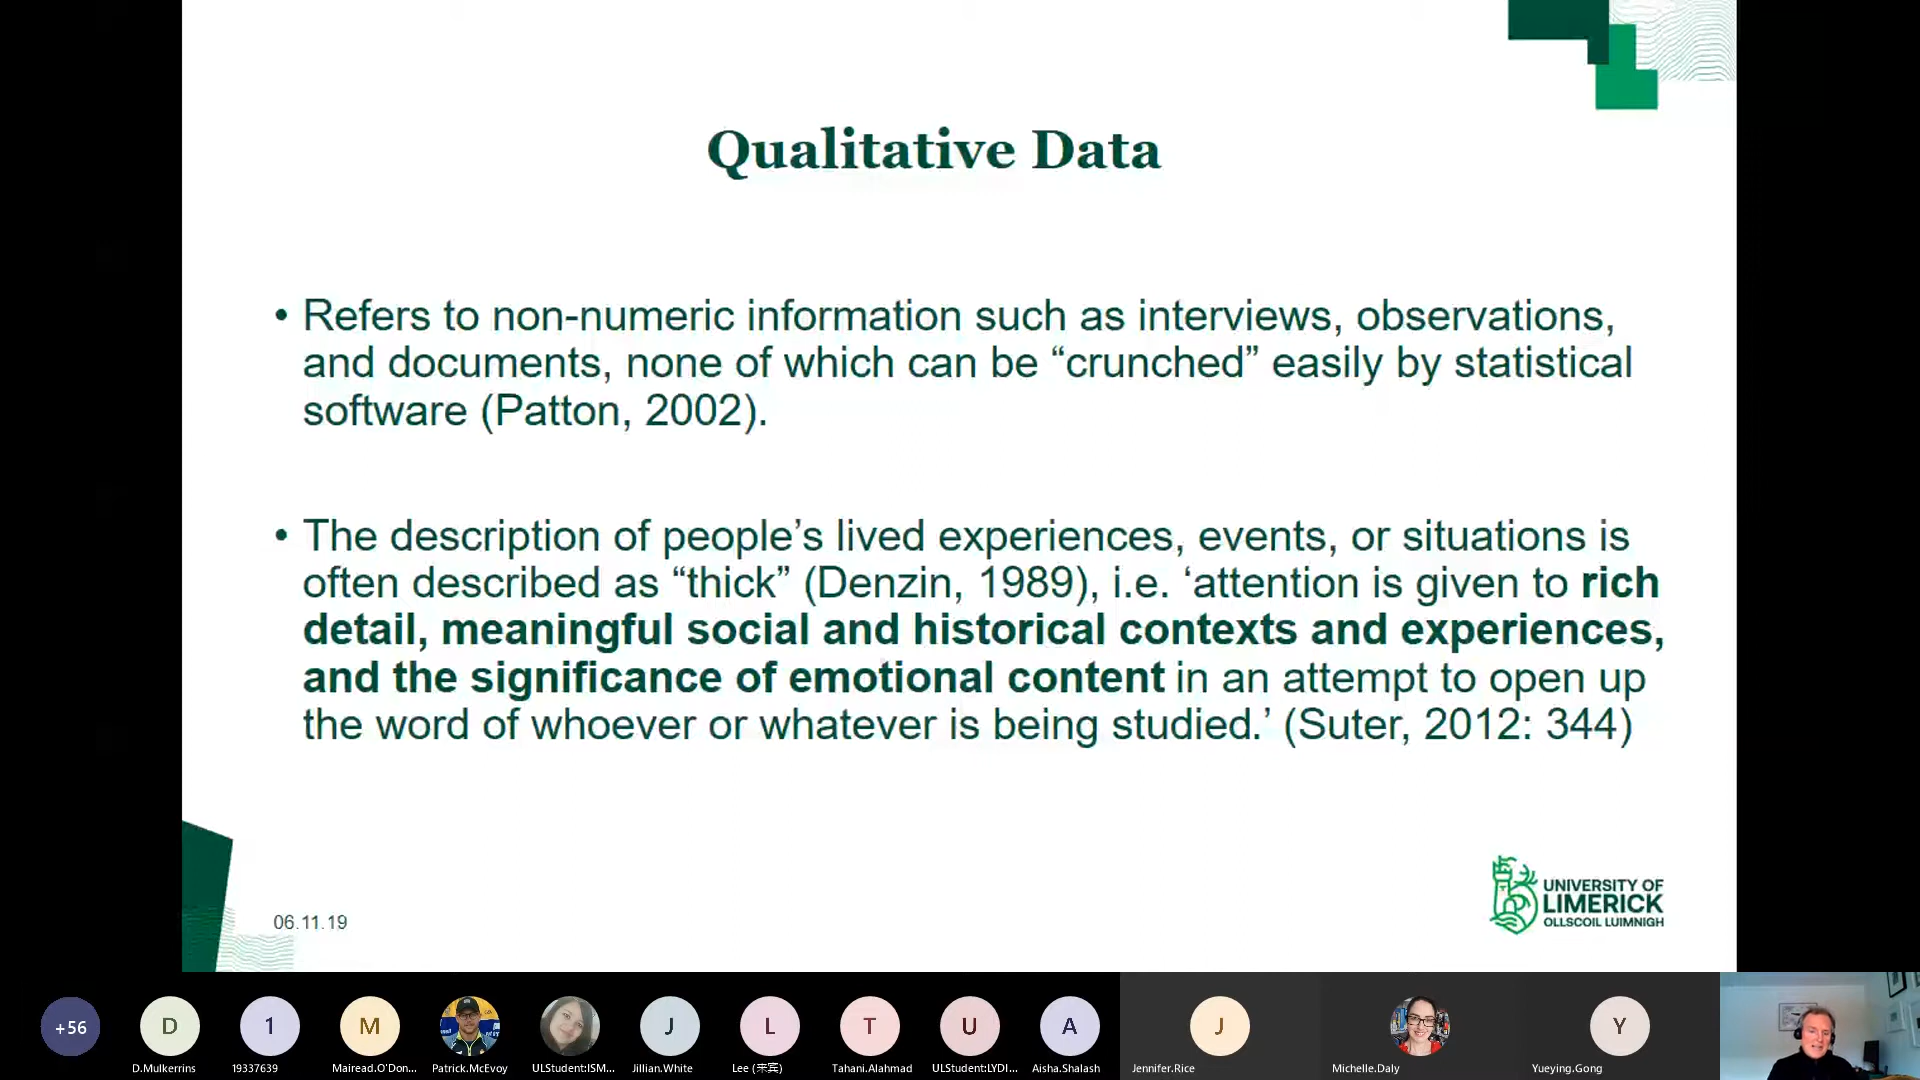 Qualitative Data
• Refers to non-numeric information such as interviews, observations,
and documents, none of which can be “crunched” easily by statistical
software (Patton, 2002).
• The description of people’s lived experiences, events, or situations is
often described as “thick” (Denzin, 1989), i.e. ‘attention is given to rich
detail, meaningful social and historical contexts and experiences,
and the significance of emotional content in an attempt to open up
the word of whoever or whatever is being studied.’ (Suter, 2012: 344)
06.11.19
UNIVERSITY OF
LIMERICK
OLLSCOIL LUIMNIGH
+56
D
1
M
J
L
T
U
A
J
Y
D.Mulkerrins
19337639
Mairead.O'Don...
Patrick.McEvoy
ULStudent:ISM...
Jillian.White
Lee (来宾)
Tahani.Alahmad
ULStudent:LYDI...
Aisha.Shalash
Jennifer.Rice
Michelle.Daly
Yueying.Gong